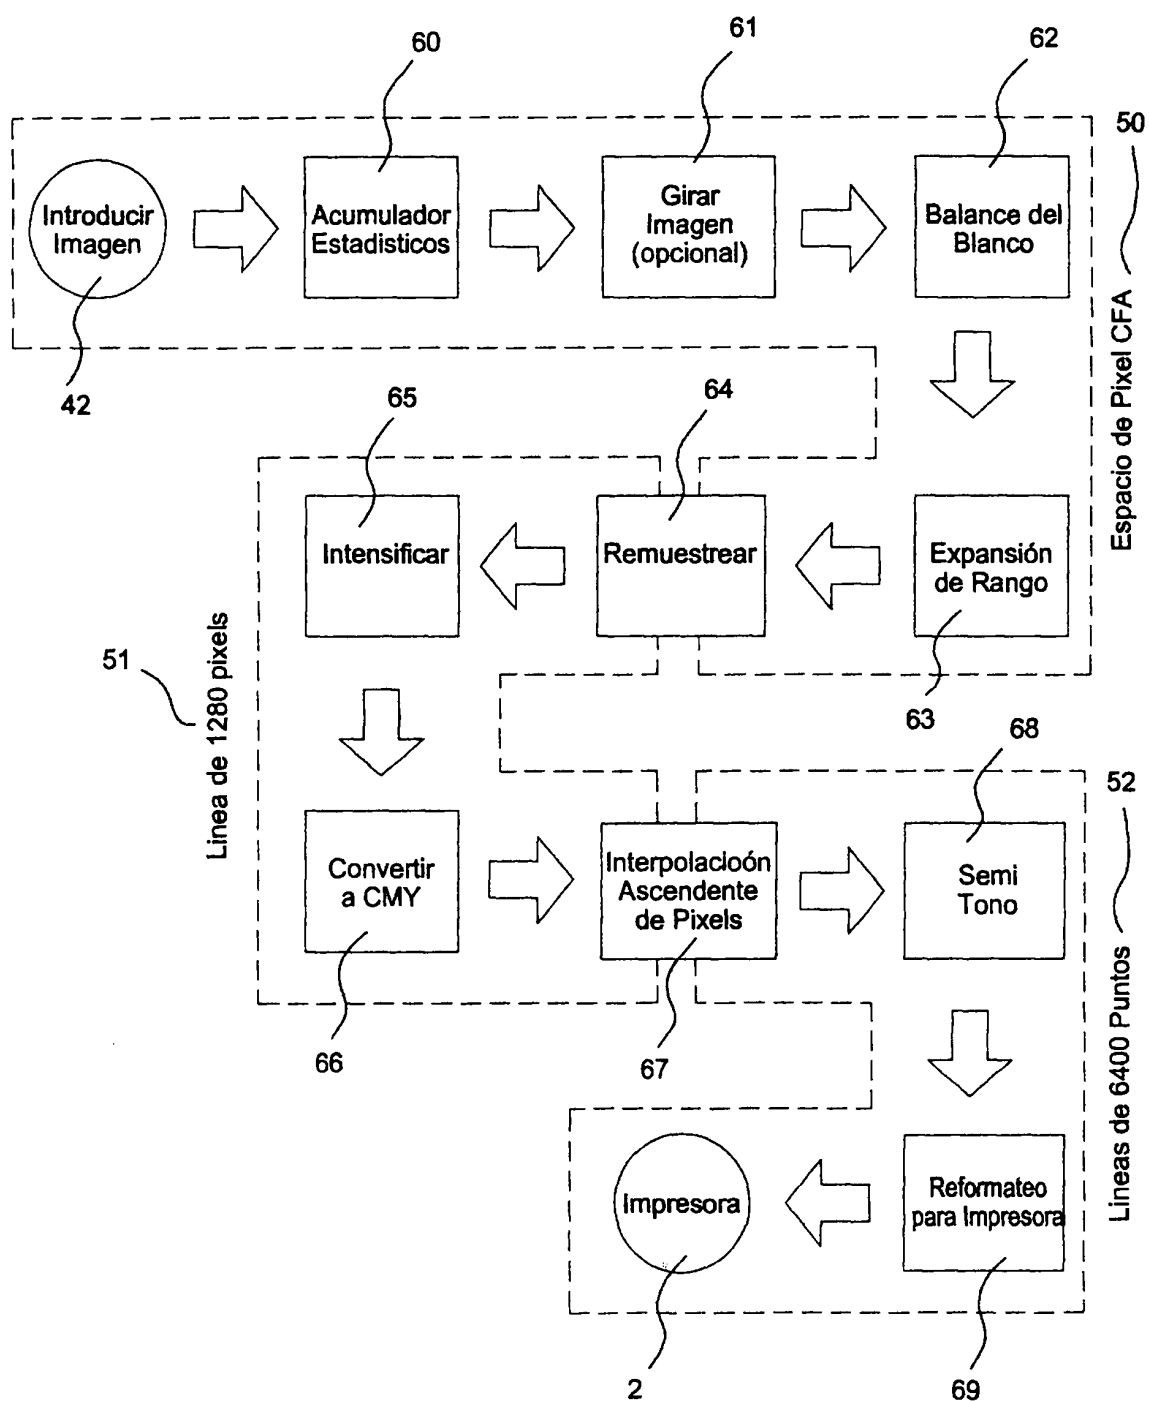 60
61
62
50
Introducir
Imagen
Acumulador
Estadisticos
Girar
Imagen
(opcional)
Balance del
Blanco
Espacio de Pixel CFA
42
65
64
Intensificar
Remuestrear
Expansión
de Rango
51
Linea de 1280 pixels
63
68
52
Convertir
a CMY
Interpolacioón
Ascendente
de Pixels
Semi
Tono
66
67
Lineas de 6400 Puntos
Impresora
Reformateo
para Impresora
2
69